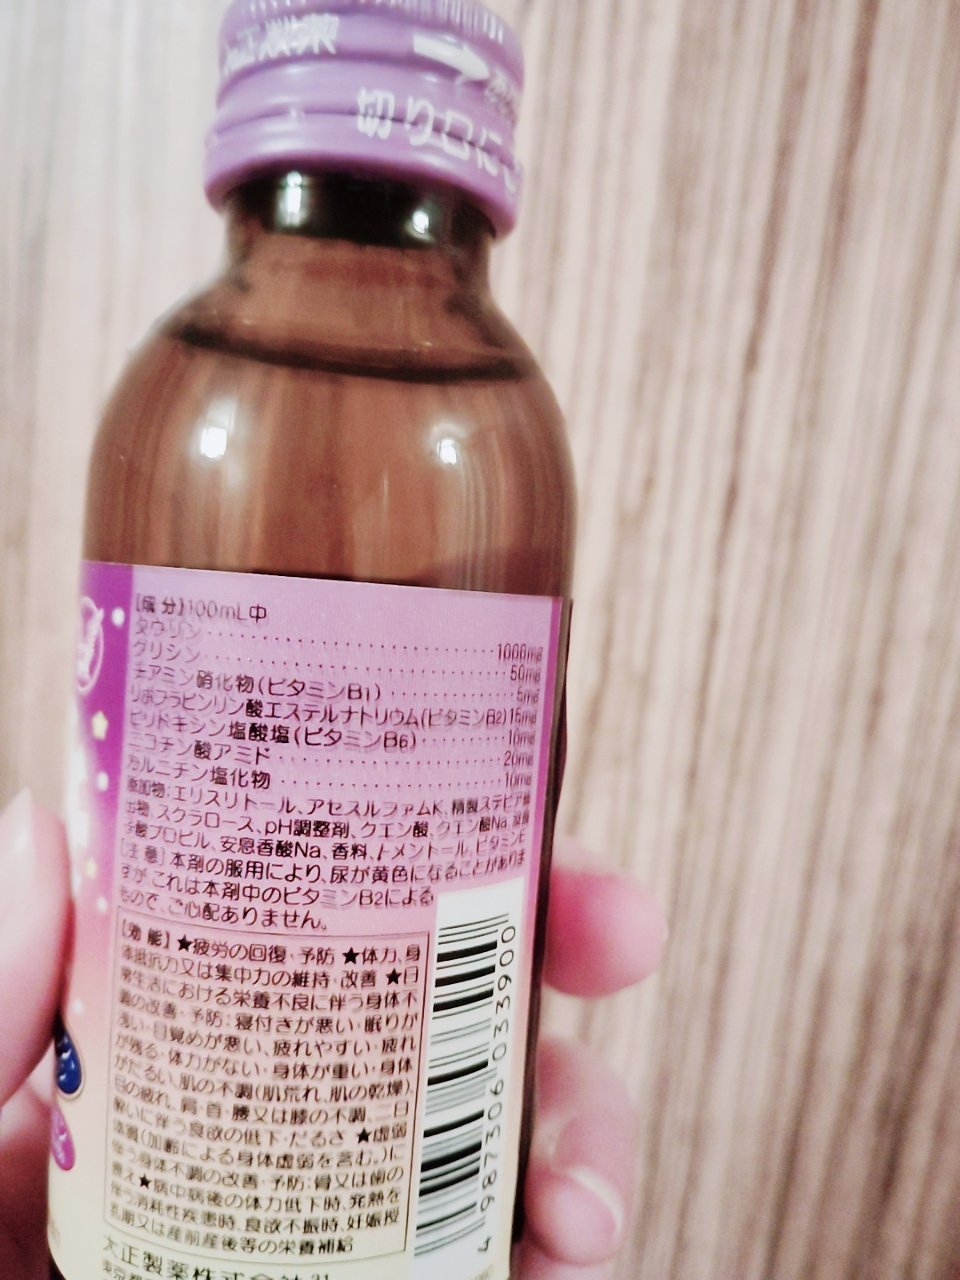 大正製薬
切り口に
【成分】100mL中
タウリン 1000mg
グリシン 50mg
チアミン硝化物(ビタミンB1) 5mg
リボフラビンリン酸エステルナトリウム(ビタミンB2) 15mg
ピリドキシン塩酸塩(ビタミンB6) 10mg
ニコチン酸アミド 20mg
カルニチン塩化物 10mg
添加物:エリスリトール、アセスルファムK、精製ステビア抽
出物、スクラロース、pH調整剤、クエン酸、クエン酸Na、
安息香酸Na、香料、ℓ-メントール、ビタミンE
【注意】本剤の服用により、尿が黄色になることがありま
すが、これは本剤中のビタミンB2による
もので、ご心配ありません。
【効能】★疲労の回復・予防 ★体力、身
体抵抗力又は集中力の維持・改善 ★日
常生活における栄養不良に伴う身体不
調の改善・予防:寝付きが悪い・眠りが
浅い・目覚めが悪い、疲れやすい・疲れ
が残る・体力がない・身体が重い・身体
がだるい、肌の不調(肌荒れ、肌の乾燥)、
目の疲れ、肩・首・腰又は膝の不調、二日
酔いに伴う食欲の低下・だるさ ★虚弱
体質(加齢による身体虚弱を含む。)に
伴う身体不調の改善・予防:骨又は歯の
衰え★病中病後の体力低下時、発熱を
伴う消耗性疾患時、食欲不振時、妊娠授
乳期又は産前産後等の栄養補給
4 987306 033900
大正製薬株式会社
東京都